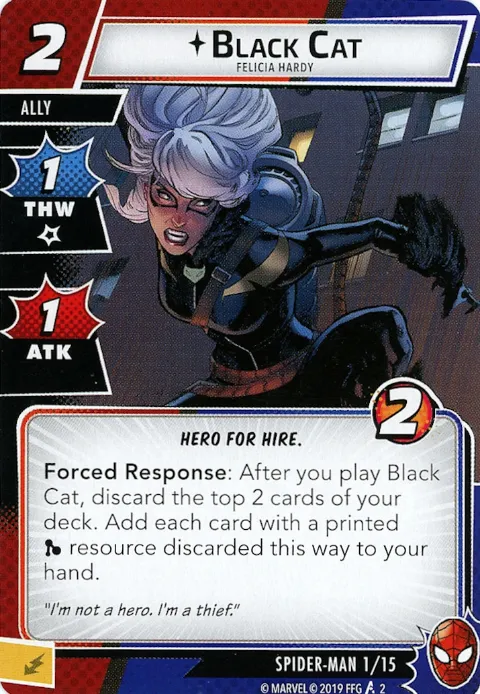 2
BLACK CAT
FELICIA HARDY
ALLY
1
THW
1
ATK
2
HERO FOR HIRE.
Forced Response: After you play Black
Cat, discard the top 2 cards of your
deck. Add each card with a printed
resource discarded this way to your
hand.
"I'm not a hero. I'm a thief."
SPIDER-MAN 1/15
© MARVEL © 2019 FFG 2